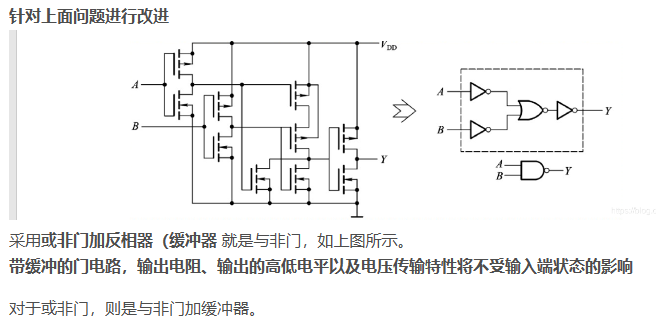 针对上面问题进行改进
VDD
A
B
Y
A
B
Y
A
B
Y
采用或非门加反相器（缓冲器 就是与非门，如上图所示。
带缓冲的门电路，输出电阻、输出的高低电平以及电压传输特性将不受输入端状态的影响
对于或非门，则是与非门加缓冲器。